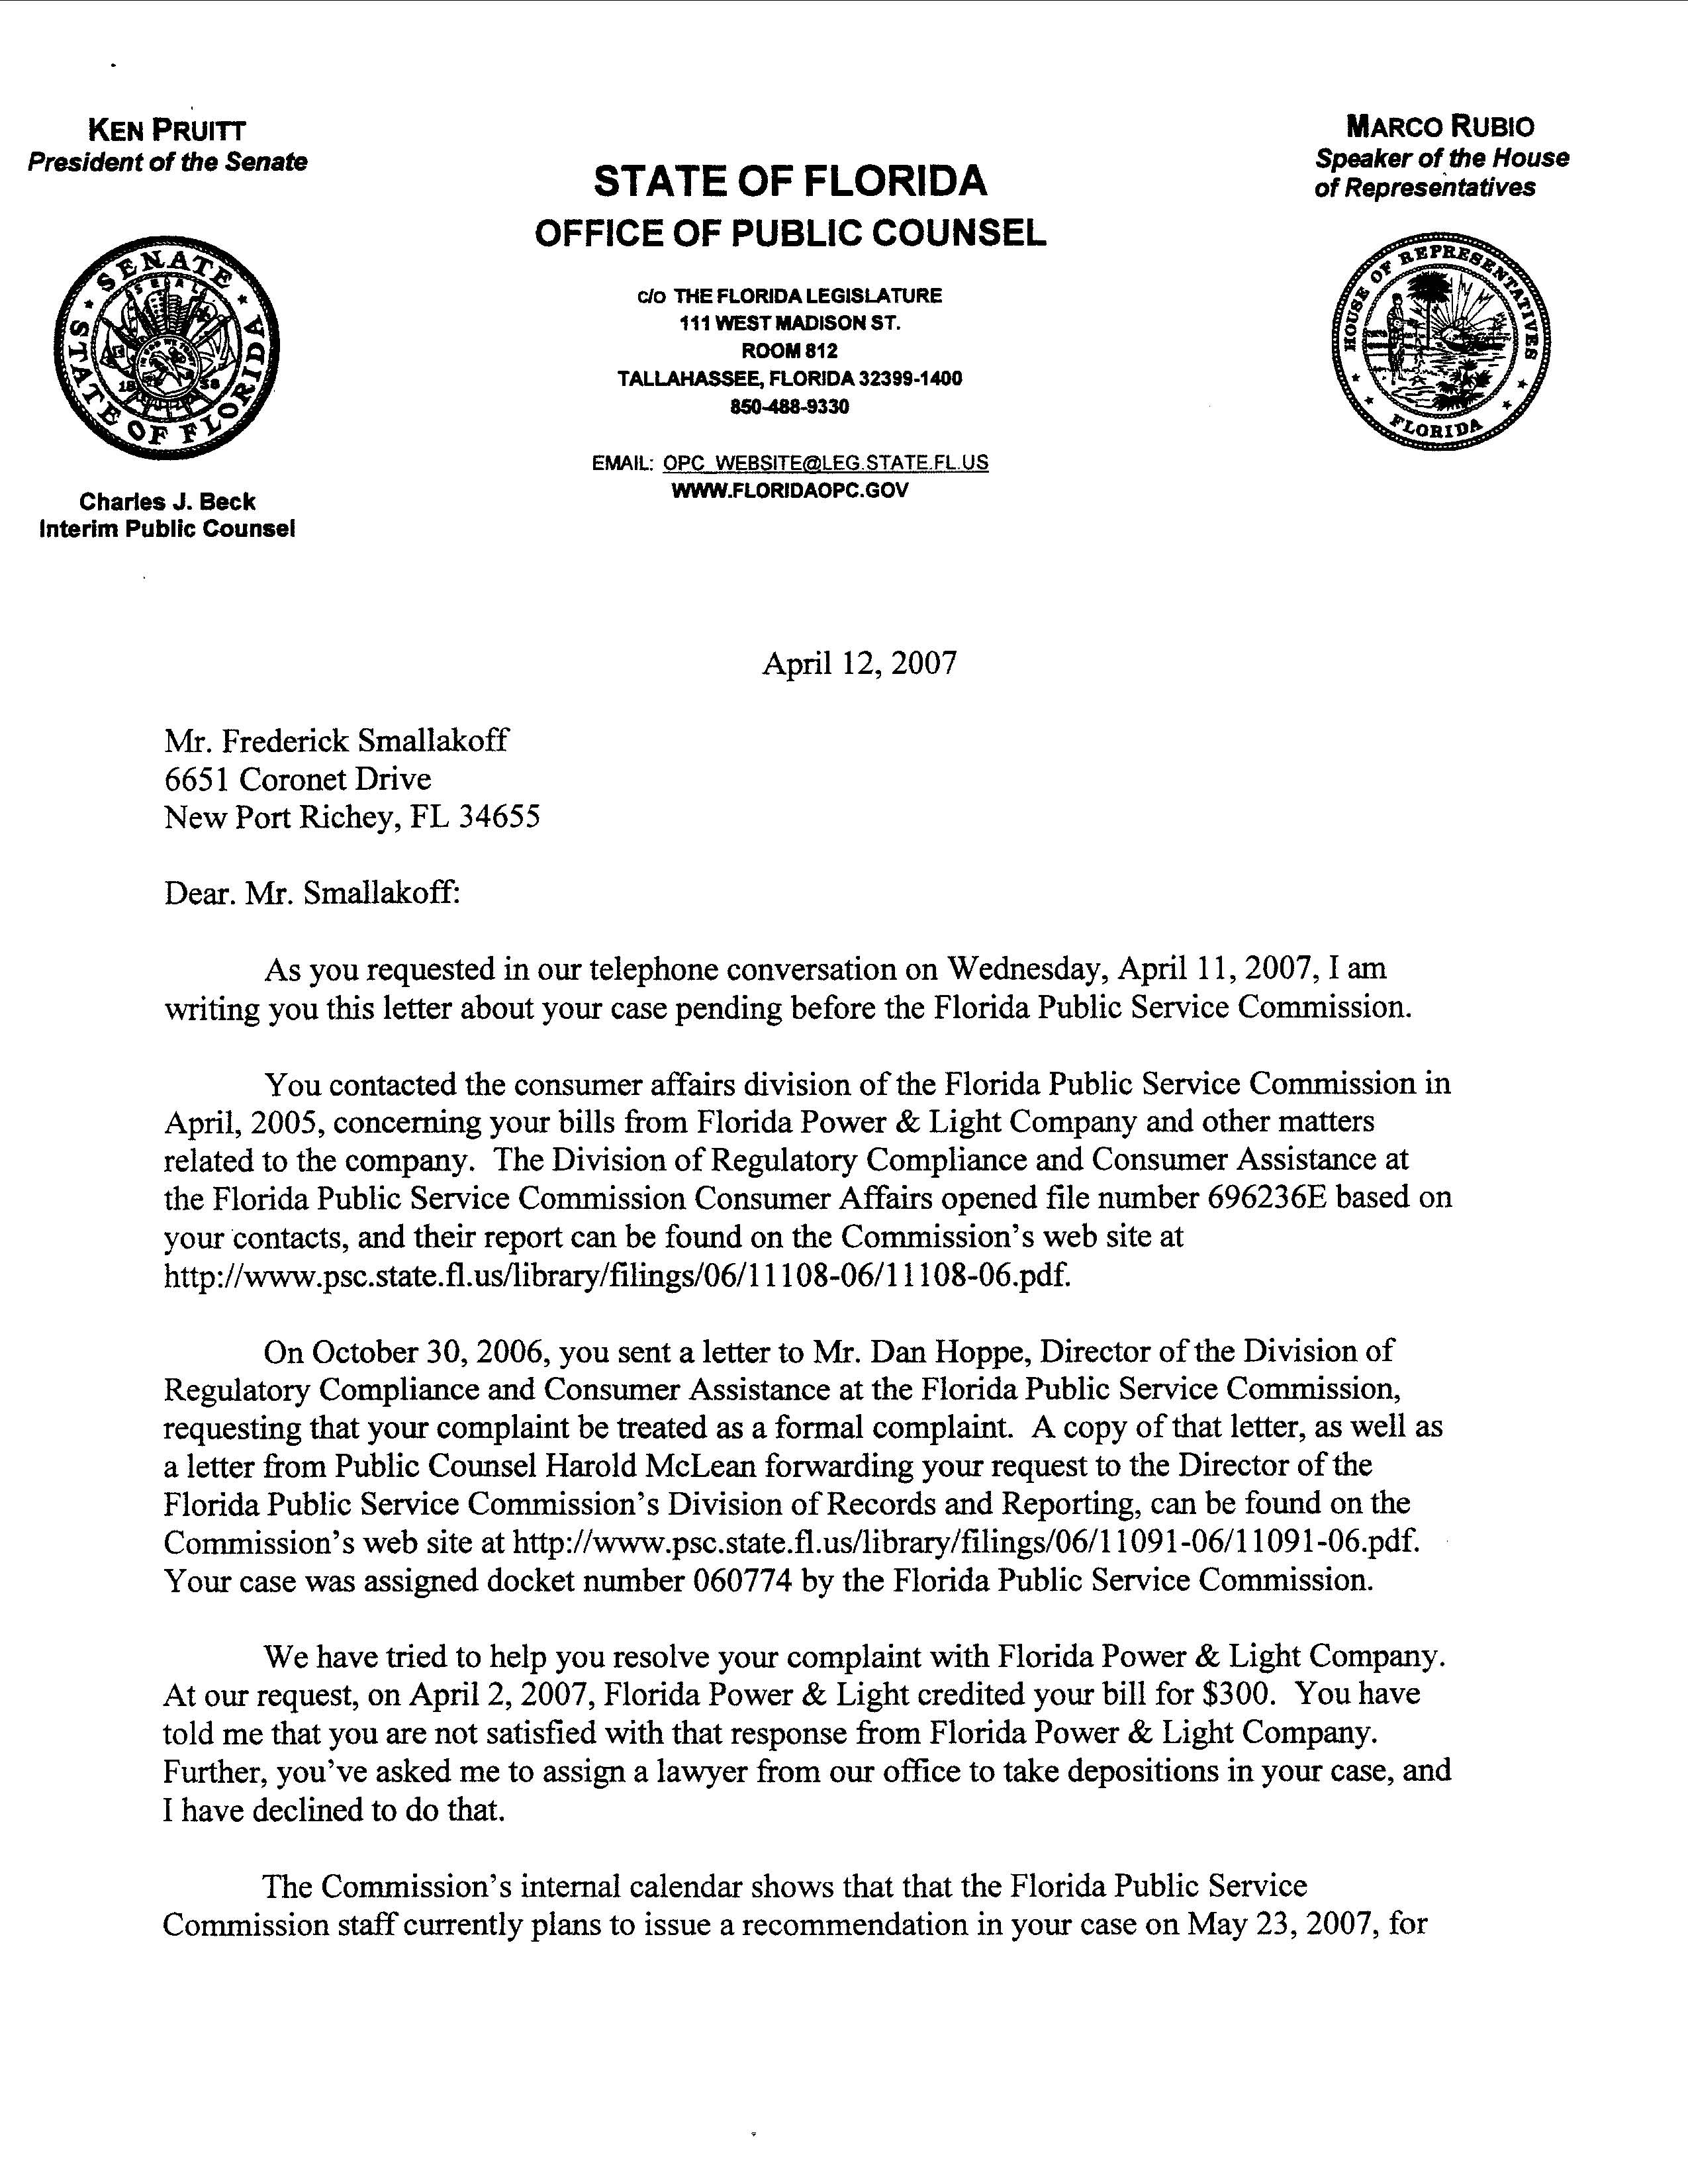 KEN PRUITT
President of the Senate
MARCO RUBIO
Speaker of the House
of Representatives
STATE OF FLORIDA
OFFICE OF PUBLIC COUNSEL
c/o THE FLORIDA LEGISLATURE
111 WEST MADISON ST.
ROOM 812
TALLAHASSEE, FLORIDA 32399-1400
850-488-9330
EMAIL: OPC_WEBSITE@LEG.STATE.FL.US
WWW.FLORIDAOPC.GOV
SENATE
STATE OF FLORIDA
SEAL
IN GOD WE TRUST
1838
HOUSE OF REPRESENTATIVES
FLORIDA
Charles J. Beck
Interim Public Counsel
April 12, 2007
Mr. Frederick Smallakoff
6651 Coronet Drive
New Port Richey, FL 34655
Dear. Mr. Smallakoff:
As you requested in our telephone conversation on Wednesday, April 11, 2007, I am
writing you this letter about your case pending before the Florida Public Service Commission.
You contacted the consumer affairs division of the Florida Public Service Commission in
April, 2005, concerning your bills from Florida Power & Light Company and other matters
related to the company. The Division of Regulatory Compliance and Consumer Assistance at
the Florida Public Service Commission Consumer Affairs opened file number 696236E based on
your contacts, and their report can be found on the Commission's web site at
http://www.psc.state.fl.us/library/filings/06/11108-06/11108-06.pdf.
On October 30, 2006, you sent a letter to Mr. Dan Hoppe, Director of the Division of
Regulatory Compliance and Consumer Assistance at the Florida Public Service Commission,
requesting that your complaint be treated as a formal complaint. A copy of that letter, as well as
a letter from Public Counsel Harold McLean forwarding your request to the Director of the
Florida Public Service Commission's Division of Records and Reporting, can be found on the
Commission's web site at http://www.psc.state.fl.us/library/filings/06/11091-06/11091-06.pdf.
Your case was assigned docket number 060774 by the Florida Public Service Commission.
We have tried to help you resolve your complaint with Florida Power & Light Company.
At our request, on April 2, 2007, Florida Power & Light credited your bill for $300. You have
told me that you are not satisfied with that response from Florida Power & Light Company.
Further, you've asked me to assign a lawyer from our office to take depositions in your case, and
I have declined to do that.
The Commission's internal calendar shows that that the Florida Public Service
Commission staff currently plans to issue a recommendation in your case on May 23, 2007, for